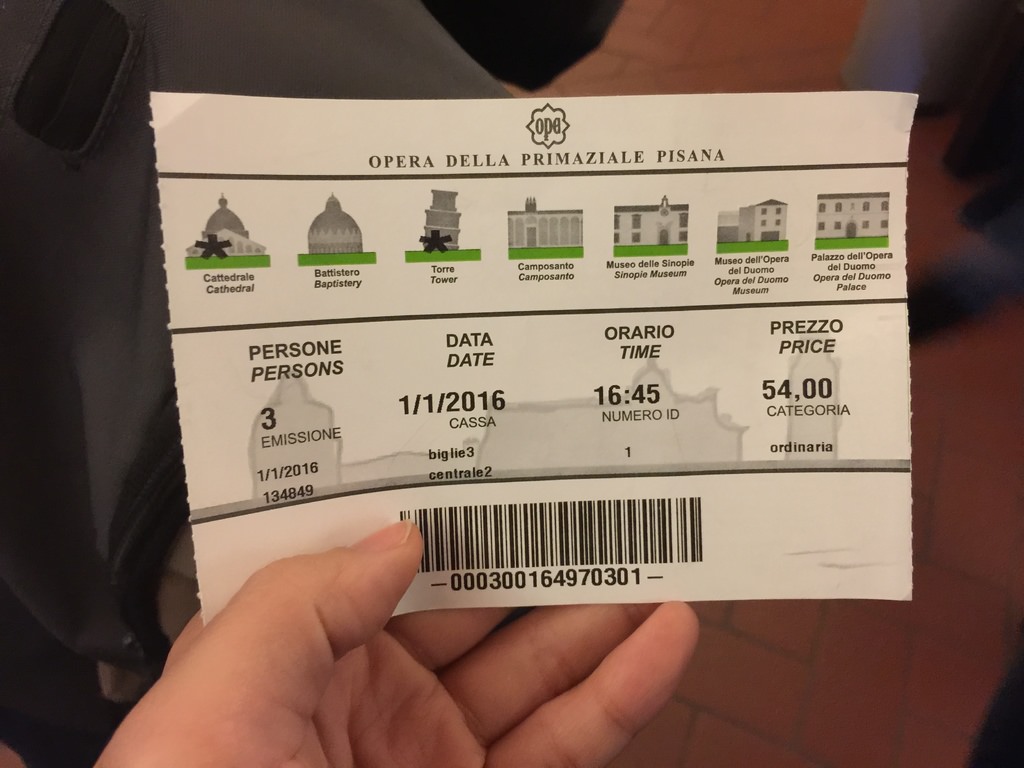 opa
OPERA DELLA PRIMAZIALE PISANA
Cattedrale
Cathedral
Battistero
Baptistery
Torre
Tower
Camposanto
Camposanto
Museo delle Sinopie
Sinopie Museum
Museo dell'Opera
del Duomo
Opera del Duomo
Museum
Palazzo dell'Opera
del Duomo
Opera del Duomo
Palace
PERSONE
PERSONS
3
EMISSIONE
1/1/2016
134849
DATA
DATE
1/1/2016
CASSA
biglie3
centrale2
ORARIO
TIME
16:45
NUMERO ID
1
PREZZO
PRICE
54,00
CATEGORIA
ordinaria
-000300164970301-